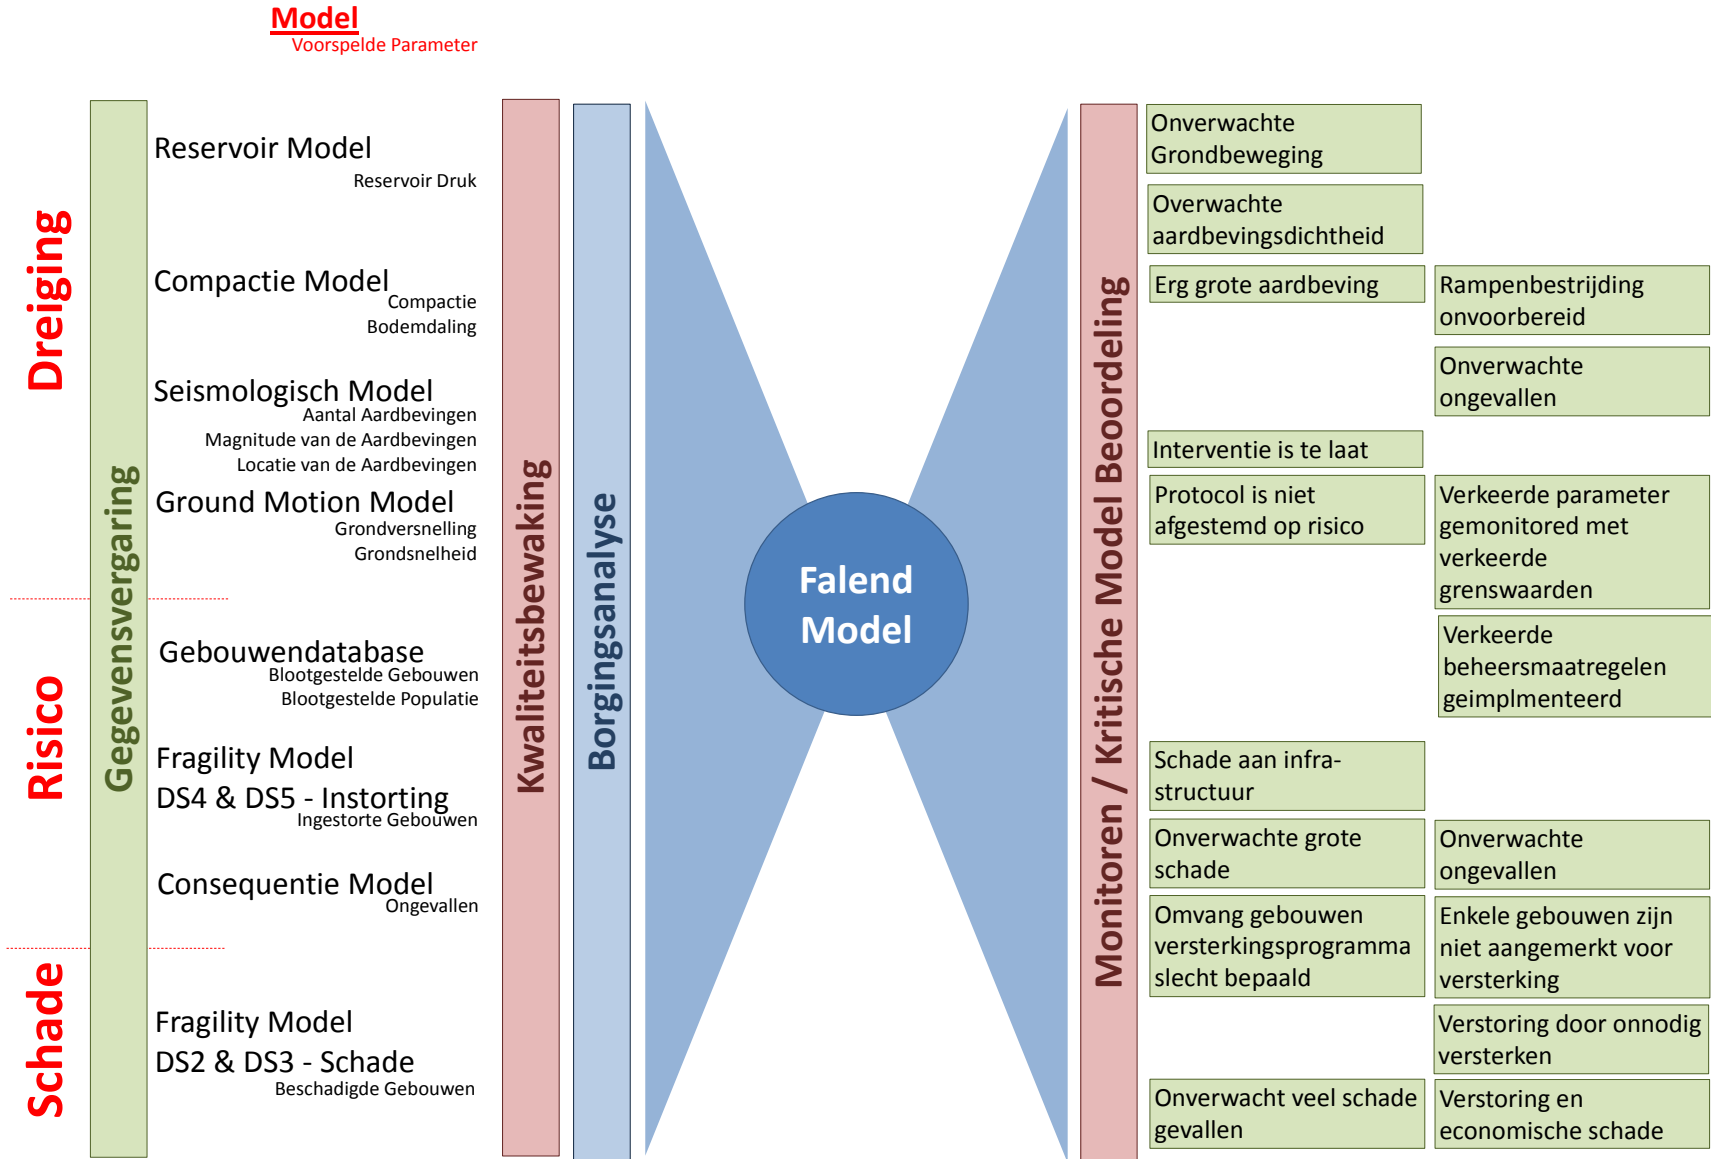 Model
Voorspelde Parameter
Dreiging
Risico
Schade
Gegevensvergaring
Reservoir Model
Reservoir Druk
Compactie Model
Compactie
Bodemdaling
Seismologisch Model
Aantal Aardbevingen
Magnitude van de Aardbevingen
Locatie van de Aardbevingen
Ground Motion Model
Grondversnelling
Grondsnelheid
Gebouwendatabase
Blootgestelde Gebouwen
Blootgestelde Populatie
Fragility Model
DS4 & DS5 - Instorting
Ingestorte Gebouwen
Consequentie Model
Ongevallen
Fragility Model
DS2 & DS3 - Schade
Beschadigde Gebouwen
Kwaliteitsbewaking
Borgingsanalyse
Falend
Model
Monitoren / Kritische Model Beoordeling
Onverwachte
Grondbeweging
Overwachte
aardbevingsdichtheid
Erg grote aardbeving
Rampenbestrijding
onvoorbereid
Onverwachte
ongevallen
Interventie is te laat
Protocol is niet
afgestemd op risico
Verkeerde parameter
gemonitored met
verkeerde
grenswaarden
Verkeerde
beheersmaatregelen
geimplmenteerd
Schade aan infra-
structuur
Onverwachte grote
schade
Onverwachte
ongevallen
Omvang gebouwen
versterkingsprogramma
slecht bepaald
Enkele gebouwen zijn
niet aangemerkt voor
versterking
Verstoring door onnodig
versterken
Onverwacht veel schade
gevallen
Verstoring en
economische schade